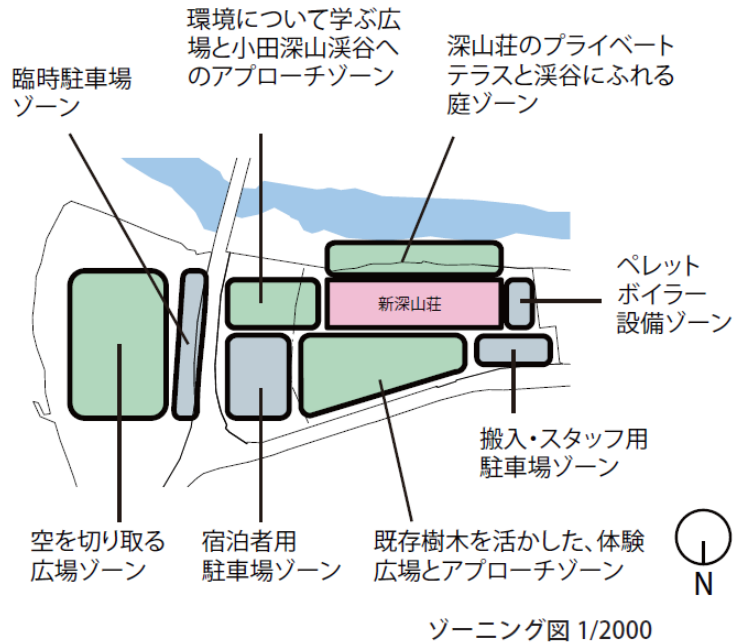 環境について学ぶ広
場と小田深山渓谷へ
のアプローチゾーン
深山荘のプライベート
テラスと渓谷にふれる
庭ゾーン
臨時駐車場
ゾーン
ペレット
ボイラー
設備ゾーン
新深山荘
搬入・スタッフ用
駐車場ゾーン
空を切り取る
広場ゾーン
宿泊者用
駐車場ゾーン
既存樹木を活かした、体験
広場とアプローチゾーン
N
ゾーニング図 1/2000